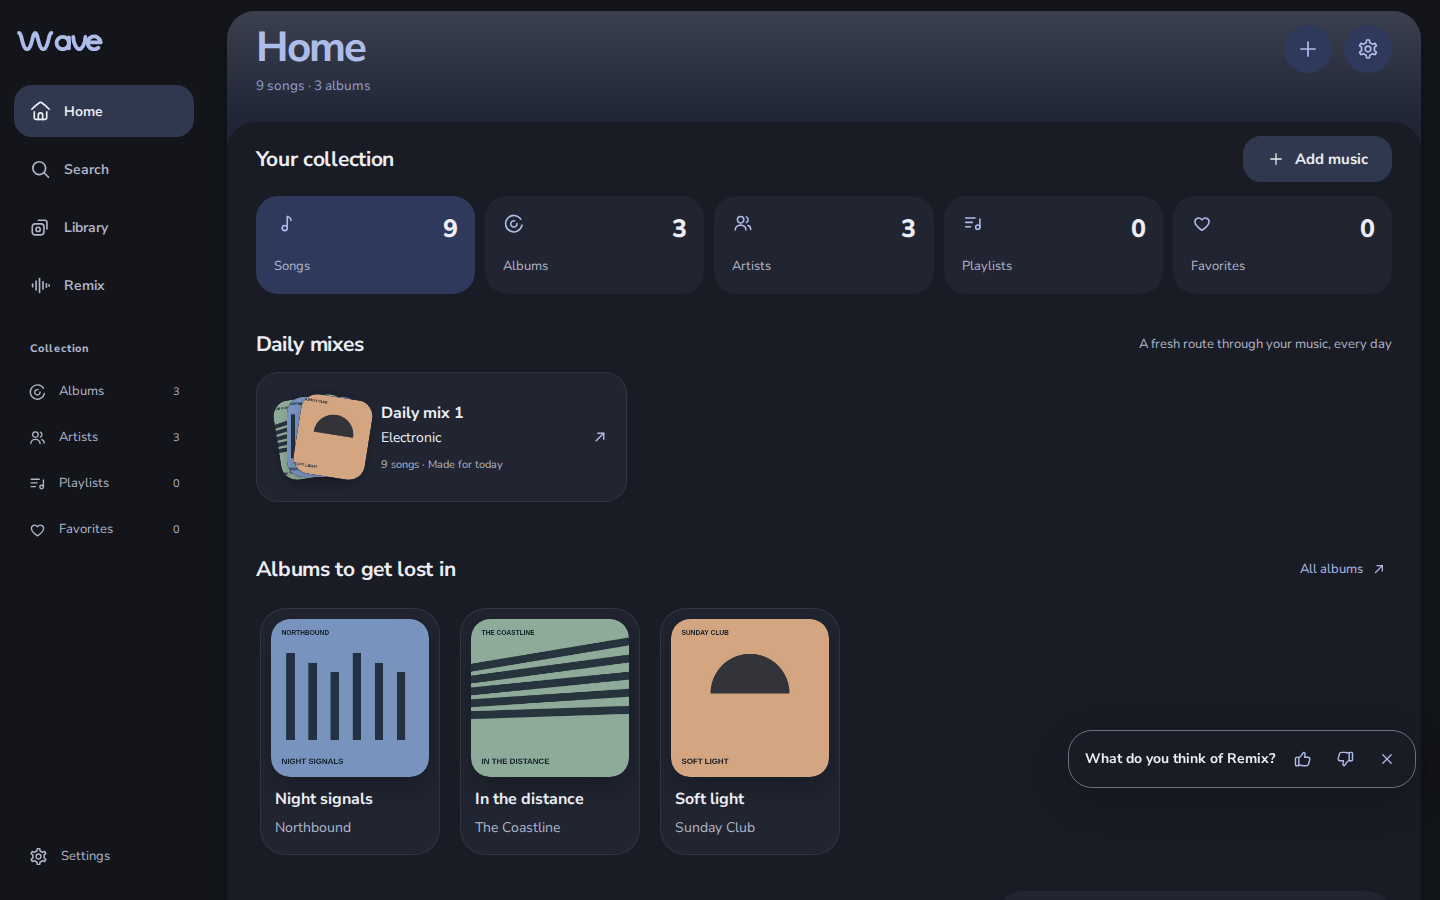 Wave
Home
Search
Library
Remix
Collection
Albums 3
Artists 3
Playlists 0
Favorites 0
Settings
Home
9 songs · 3 albums
Your collection
Add music
9
Songs
3
Albums
3
Artists
0
Playlists
0
Favorites
Daily mixes
A fresh route through your music, every day
Daily mix 1
Electronic
9 songs · Made for today
Albums to get lost in
All albums
NORTHBOUND
NIGHT SIGNALS
Night signals
Northbound
THE COASTLINE
IN THE DISTANCE
In the distance
The Coastline
SUNDAY CLUB
SOFT LIGHT
Soft light
Sunday Club
What do you think of Remix?